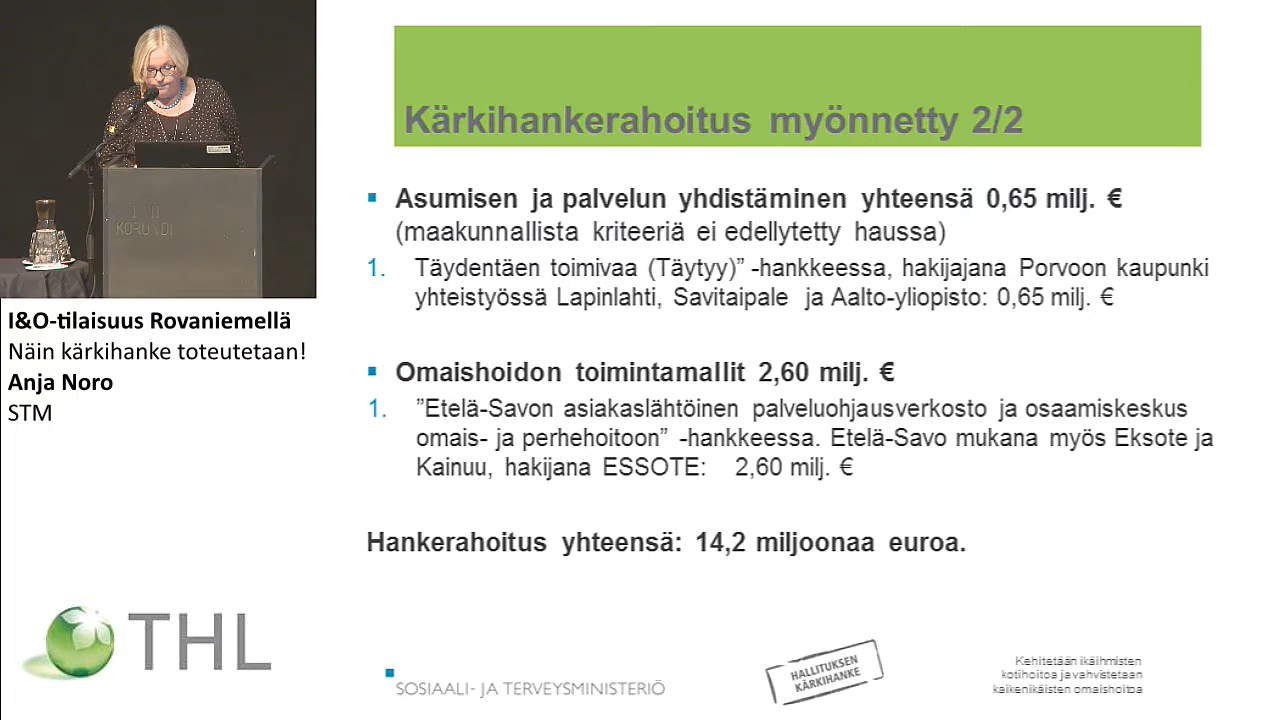 Kärkihankerahoitus myönnetty 2/2
Asumisen ja palvelun yhdistäminen yhteensä 0,65 milj. €
(maakunnallista kriteeriä ei edellytetty haussa)
1. Täydentäen toimivaa (Täytyy)” -hankkeessa, hakijajana Porvoon kaupunki
yhteistyössä Lapinlahti, Savitaipale ja Aalto-yliopisto: 0,65 milj. €
Omaishoidon toimintamallit 2,60 milj. €
1. ”Etelä-Savon asiakaslähtöinen palveluohjausverkosto ja osaamiskeskus
omais- ja perhehoitoon” -hankkeessa. Etelä-Savo mukana myös Eksote ja
Kainuu, hakijana ESSOTE: 2,60 milj. €
Hankerahoitus yhteensä: 14,2 miljoonaa euroa.
KORUNDI
I&O-tilaisuus Rovaniemellä
Näin kärkihanke toteutetaan!
Anja Noro
STM
THL
SOSIAALI- JA TERVEYSMINISTERIÖ
HALLITUKSEN
KÄRKIHANKE
Kehitetään ikäihmisten
kotihoitoa ja vahvistetaan
kaikenikäisten omaishoitoa